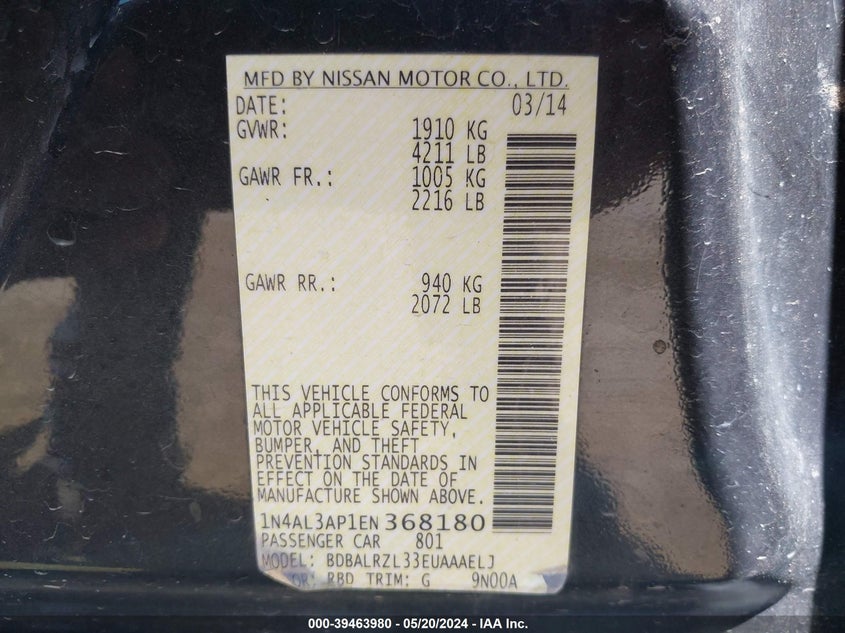 MFD BY NISSAN MOTOR CO., LTD.
DATE: 03/14
GVWR: 1910 KG
4211 LB
GAWR FR.: 1005 KG
2216 LB
GAWR RR.: 940 KG
2072 LB
THIS VEHICLE CONFORMS TO
ALL APPLICABLE FEDERAL
MOTOR VEHICLE SAFETY,
BUMPER, AND THEFT
PREVENTION STANDARDS IN
EFFECT ON THE DATE OF
MANUFACTURE SHOWN ABOVE.
1N4AL3AP1EN368180
PASSENGER CAR 801
MODEL: BDBALRZL33EUAAAELJ
RBD TRIM: G 9N00A
000-39463980 - 05/20/2024 - IAA Inc.